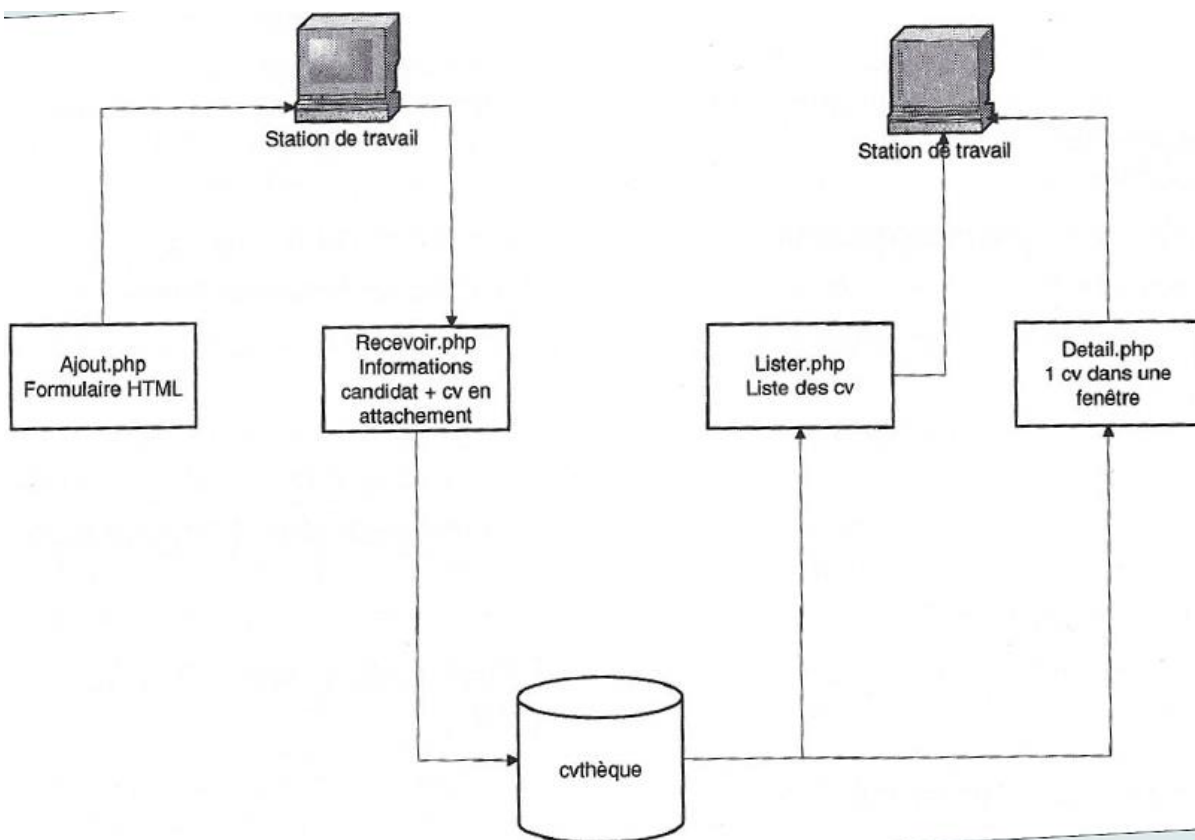 Station de travail
Station de travail
Ajout.php
Formulaire HTML
Recevoir.php
Informations
candidat + cv en
attachement
Lister.php
Liste des cv
Detail.php
1 cv dans une
fenêtre
cvthèque